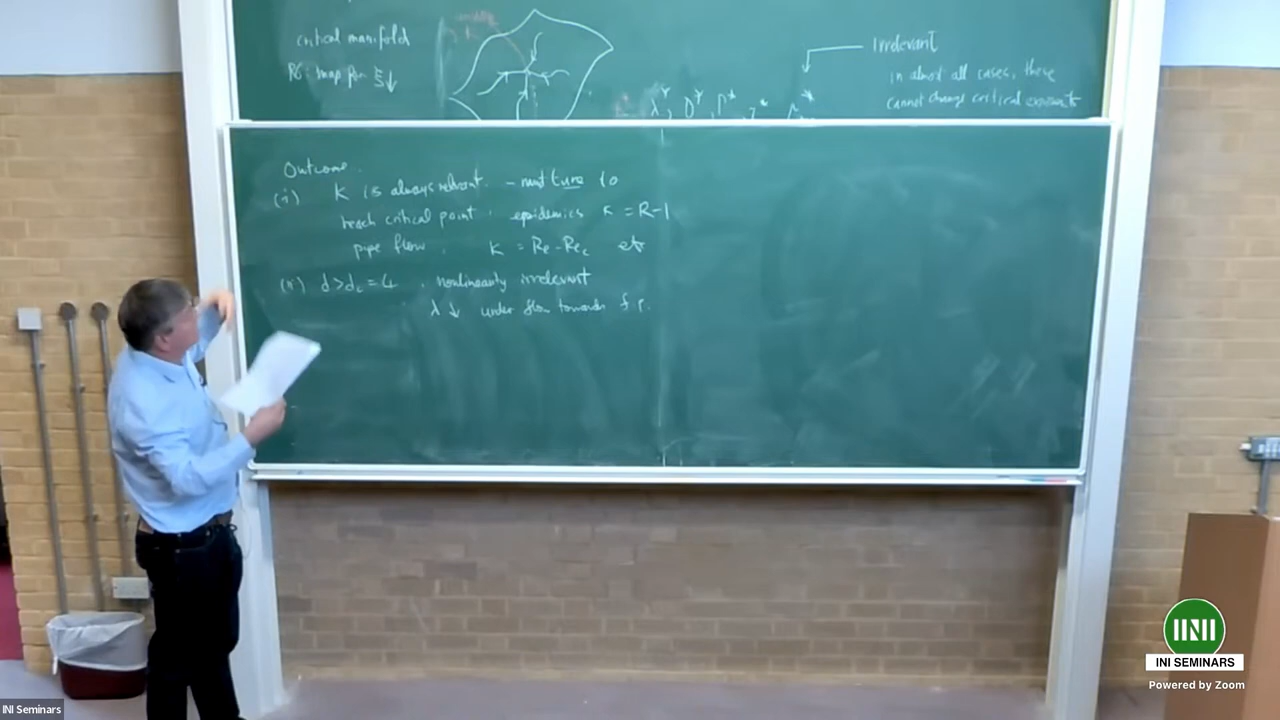 critical manifold
RG: map for ξ↓
Irrelevant
in almost all cases, these
cannot change critical exponents
λ*, D*, Γ*
Outcome.
(i) K is always relevant. - must tune to
reach critical point. epidemics K = R-1
pipe flow. K = Re - Re_c etc
(ii) d > d_c = 4. nonlinearity irrelevant
λ ↓ under flow towards f.p.
INI SEMINARS
Powered by Zoom
INI Seminars